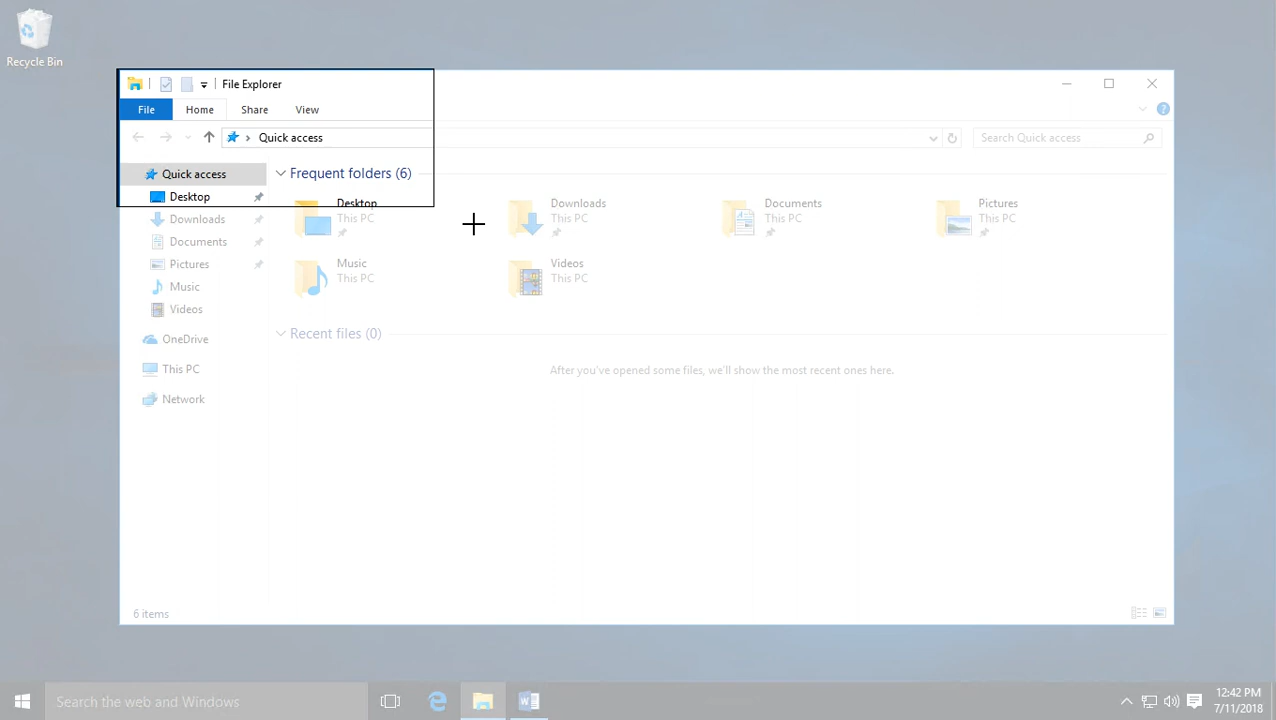 Recycle Bin
File Explorer
File Home Share View
Quick access
Search Quick access
Quick access
Desktop
Downloads
Documents
Pictures
Music
Videos
OneDrive
This PC
Network
Frequent folders (6)
Desktop
This PC
Downloads
This PC
Documents
This PC
Pictures
This PC
Music
This PC
Videos
This PC
Recent files (0)
After you've opened some files, we'll show the most recent ones here.
6 items
Search the web and Windows
12:42 PM
7/11/2018